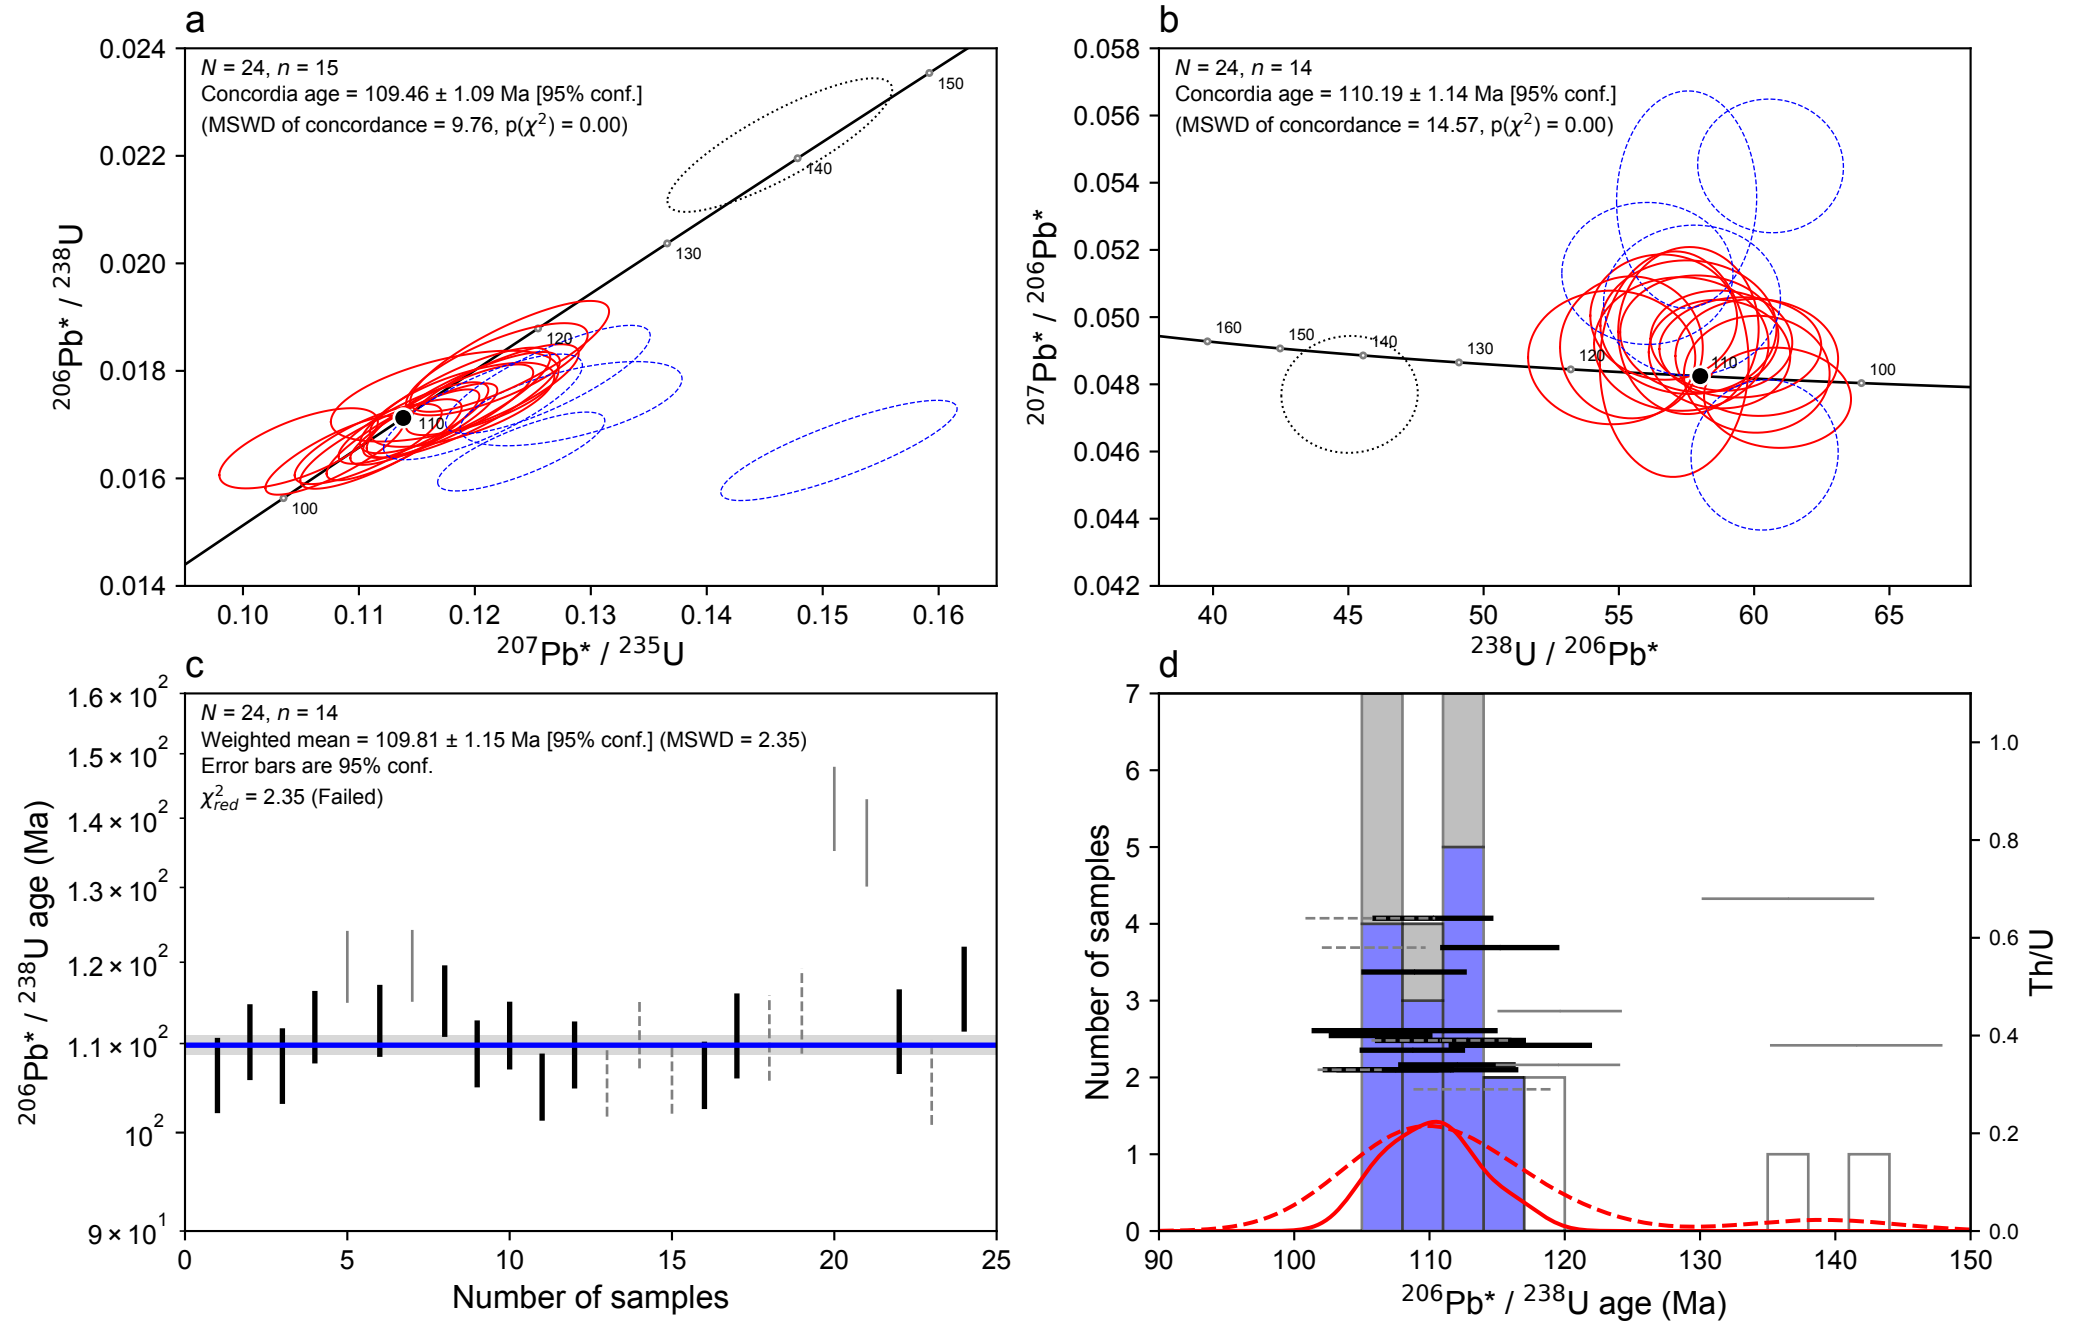 a
0.024
0.022
0.020
0.018
0.016
0.014
N = 24, n = 15
Concordia age = 109.46 ± 1.09 Ma [95% conf.]
(MSWD of concordance = 9.76, p(χ²) = 0.00)
150
140
130
120
110
100
0.10 0.11 0.12 0.13 0.14 0.15 0.16
²⁰⁷Pb* / ²³⁵U
²⁰⁶Pb* / ²³⁸U
b
0.058
0.056
0.054
0.052
0.050
0.048
0.046
0.044
0.042
N = 24, n = 14
Concordia age = 110.19 ± 1.14 Ma [95% conf.]
(MSWD of concordance = 14.57, p(χ²) = 0.00)
160
150
140
130
120
110
100
40 45 50 55 60 65
²³⁸U / ²⁰⁶Pb*
²⁰⁷Pb* / ²⁰⁶Pb*
c
1.6 × 10²
1.5 × 10²
1.4 × 10²
1.3 × 10²
1.2 × 10²
1.1 × 10²
10²
9 × 10¹
N = 24, n = 14
Weighted mean = 109.81 ± 1.15 Ma [95% conf.] (MSWD = 2.35)
Error bars are 95% conf.
χ²red = 2.35 (Failed)
0 5 10 15 20 25
Number of samples
²⁰⁶Pb* / ²³⁸U age (Ma)
d
7
6
5
4
3
2
1
0
Number of samples
1.0
0.8
0.6
0.4
0.2
0.0
Th/U
90 100 110 120 130 140 150
²⁰⁶Pb* / ²³⁸U age (Ma)